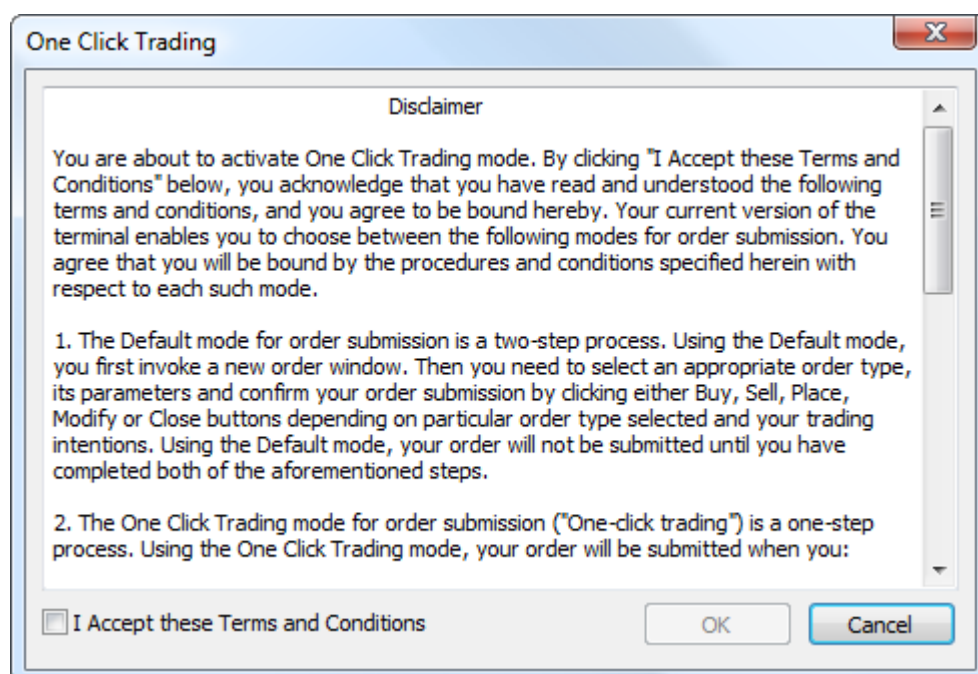 One Click Trading
Disclaimer
You are about to activate One Click Trading mode. By clicking "I Accept these Terms and
Conditions" below, you acknowledge that you have read and understood the following
terms and conditions, and you agree to be bound hereby. Your current version of the
terminal enables you to choose between the following modes for order submission. You
agree that you will be bound by the procedures and conditions specified herein with
respect to each such mode.
1. The Default mode for order submission is a two-step process. Using the Default mode,
you first invoke a new order window. Then you need to select an appropriate order type,
its parameters and confirm your order submission by clicking either Buy, Sell, Place,
Modify or Close buttons depending on particular order type selected and your trading
intentions. Using the Default mode, your order will not be submitted until you have
completed both of the aforementioned steps.
2. The One Click Trading mode for order submission ("One-click trading") is a one-step
process. Using the One Click Trading mode, your order will be submitted when you:
I Accept these Terms and Conditions
OK
Cancel